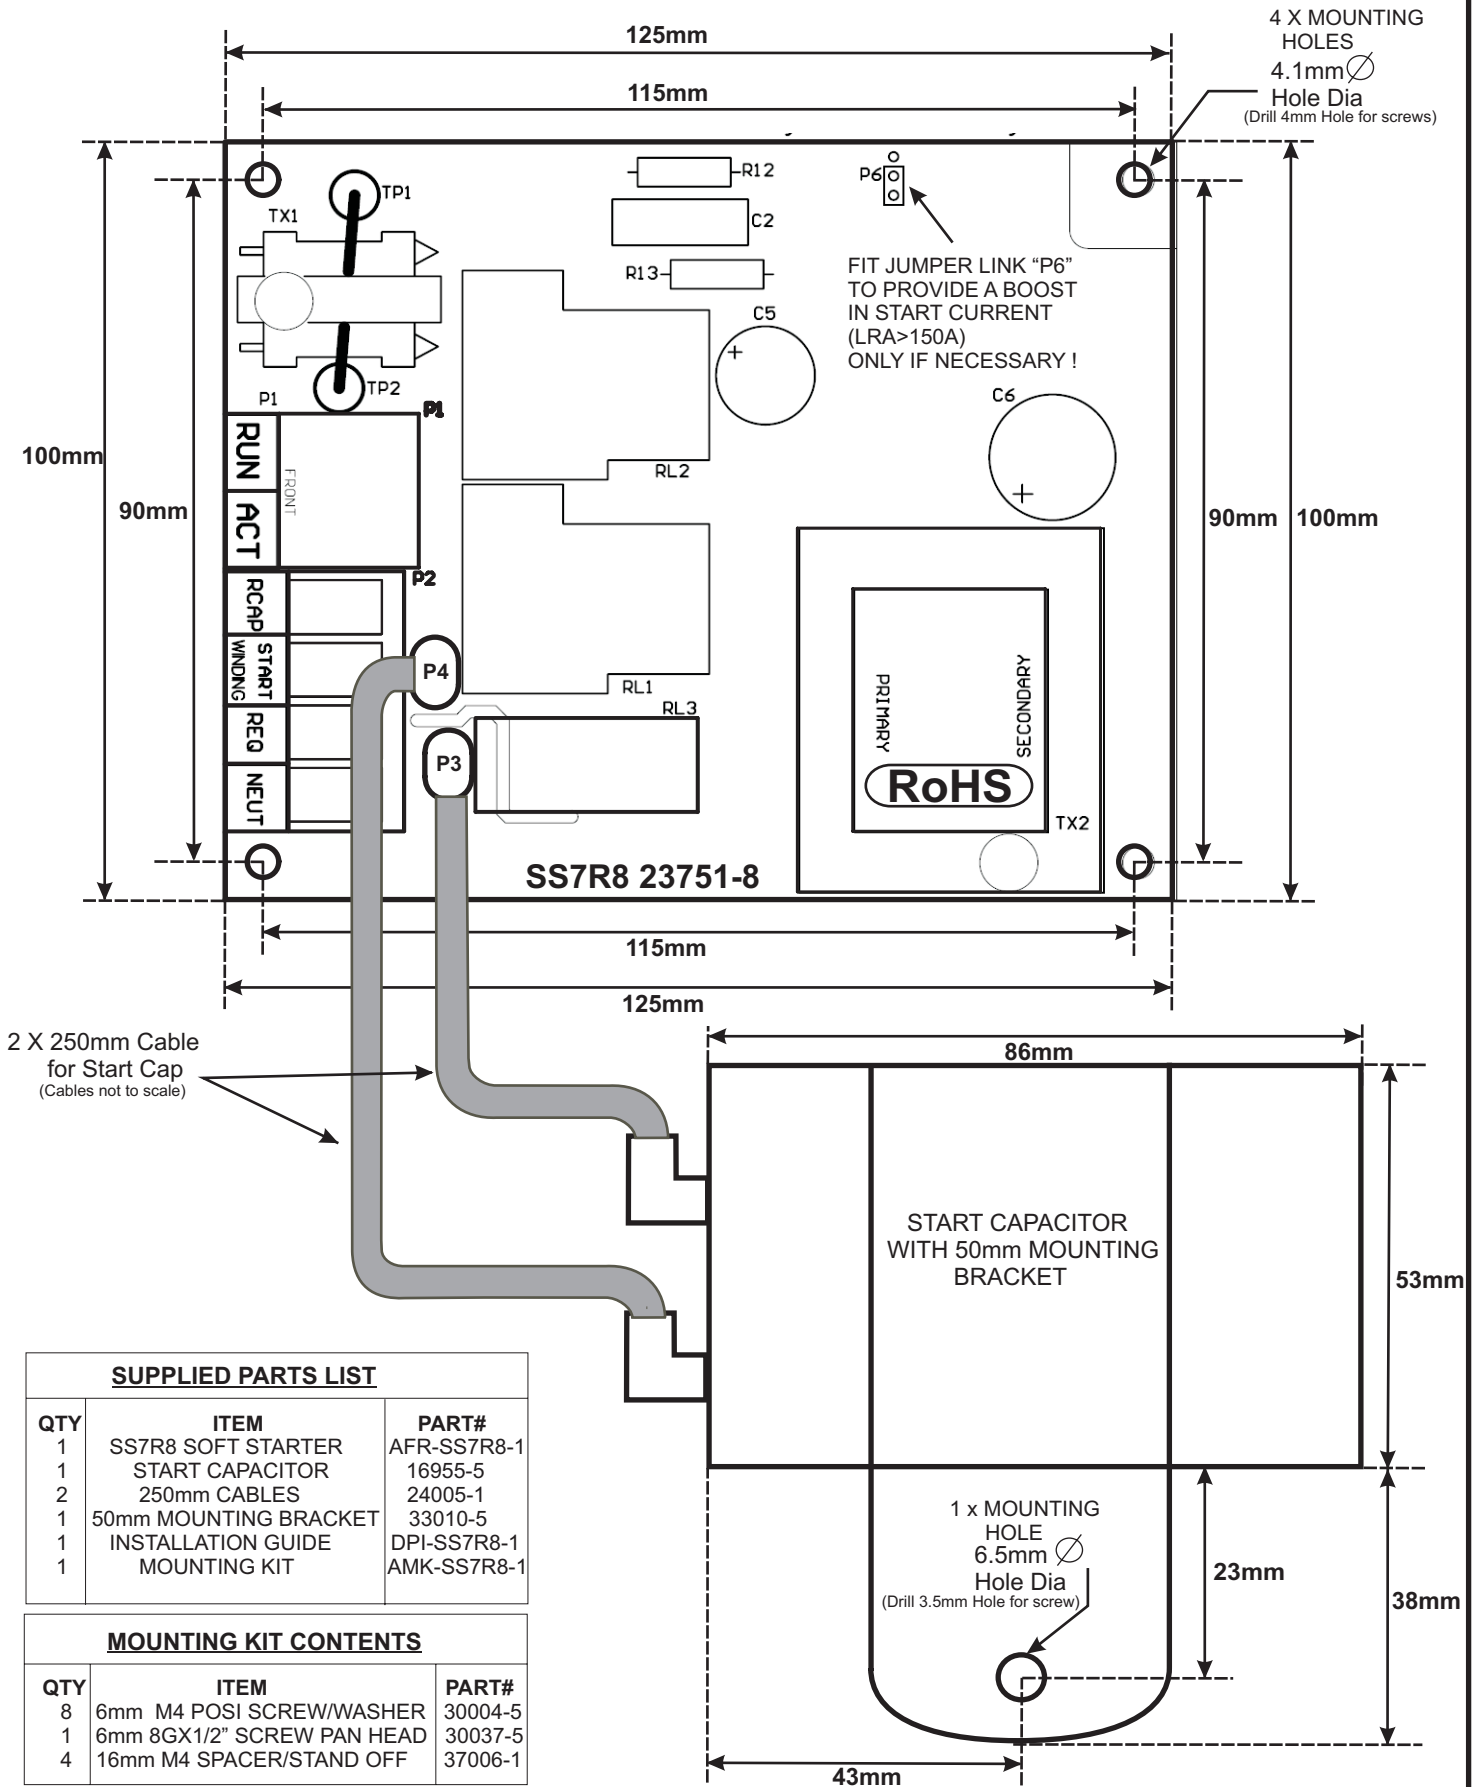 125mm
4 X MOUNTING
HOLES
4.1mm∅
Hole Dia
(Drill 4mm Hole for screws)
115mm
R12
P6
TP1
TX1
C2
R13
FIT JUMPER LINK “P6”
TO PROVIDE A BOOST
IN START CURRENT
(LRA>150A)
ONLY IF NECESSARY !
C5
TP2
P1
P1
C6
100mm
RUN
FRONT
RL2
90mm
ACT
90mm
100mm
P2
RCAP
START
WINDING
P4
RL1
PRIMARY
SECONDARY
REQ
RL3
P3
NEUT
RoHS
TX2
SS7R8 23751-8
115mm
125mm
2 X 250mm Cable
for Start Cap
(Cables not to scale)
86mm
START CAPACITOR
WITH 50mm MOUNTING
BRACKET
53mm
SUPPLIED PARTS LIST
QTY ITEM PART#
1 SS7R8 SOFT STARTER AFR-SS7R8-1
1 START CAPACITOR 16955-5
2 250mm CABLES 24005-1
1 50mm MOUNTING BRACKET 33010-5
1 INSTALLATION GUIDE DPI-SS7R8-1
1 MOUNTING KIT AMK-SS7R8-1
1 x MOUNTING
HOLE
6.5mm ∅
Hole Dia
(Drill 3.5mm Hole for screw)
23mm
38mm
MOUNTING KIT CONTENTS
QTY ITEM PART#
8 6mm M4 POSI SCREW/WASHER 30004-5
1 6mm 8GX1/2” SCREW PAN HEAD 30037-5
4 16mm M4 SPACER/STAND OFF 37006-1
43mm